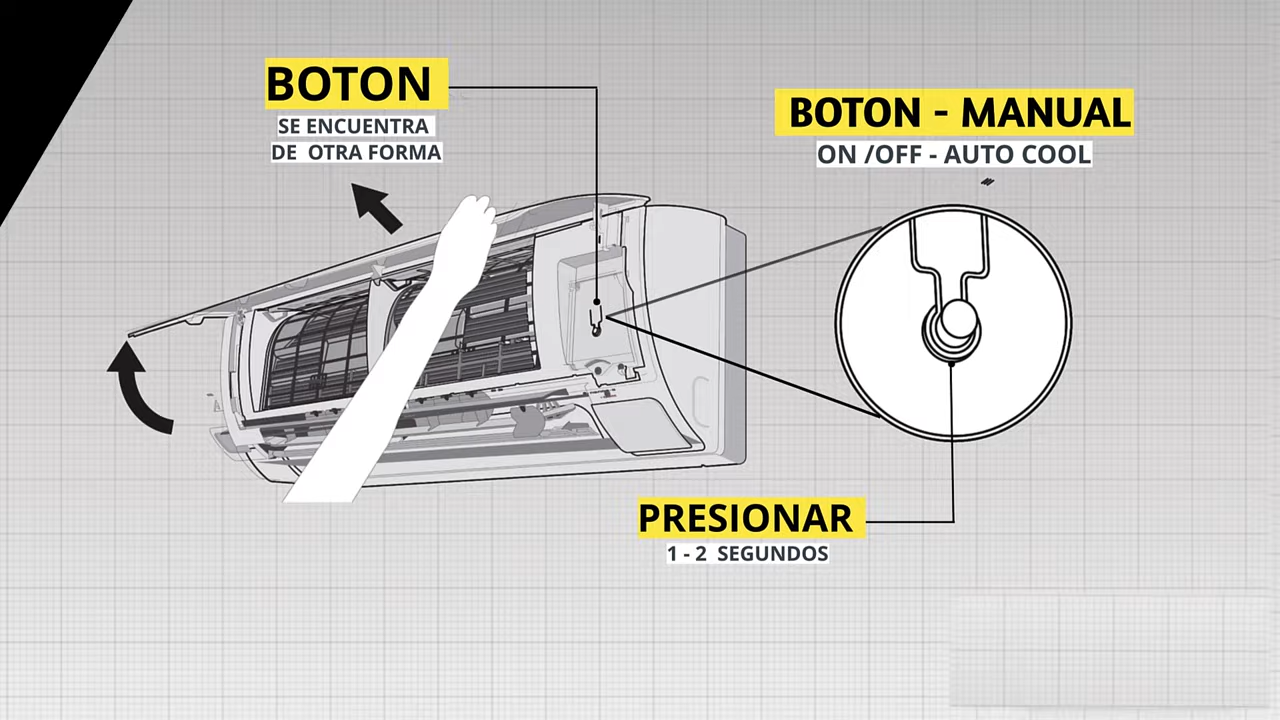 BOTON
SE ENCUENTRA
DE OTRA FORMA
BOTON - MANUAL
ON /OFF - AUTO COOL
PRESIONAR
1 - 2 SEGUNDOS